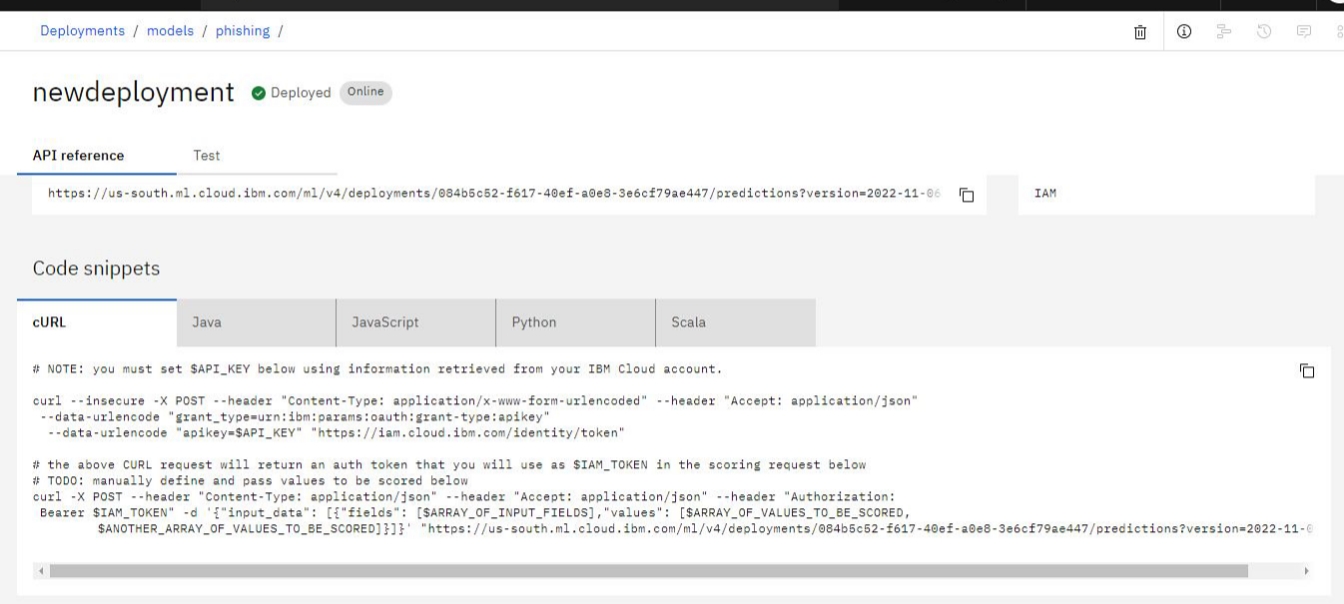 Deployments / models / phishing /
newdeployment Deployed Online
API reference Test
https://us-south.ml.cloud.ibm.com/ml/v4/deployments/084b5c52-f617-40ef-a0e8-3e6cf79ae447/predictions?version=2022-11-06
IAM
Code snippets
cURL Java JavaScript Python Scala
# NOTE: you must set $API_KEY below using information retrieved from your IBM Cloud account.
curl --insecure -X POST --header "Content-Type: application/x-www-form-urlencoded" --header "Accept: application/json"
--data-urlencode "grant_type=urn:ibm:params:oauth:grant-type:apikey"
--data-urlencode "apikey=$API_KEY" "https://iam.cloud.ibm.com/identity/token"
# the above CURL request will return an auth token that you will use as $IAM_TOKEN in the scoring request below
# TODO: manually define and pass values to be scored below
curl -X POST --header "Content-Type: application/json" --header "Accept: application/json" --header "Authorization:
Bearer $IAM_TOKEN" -d '{"input_data": [{"fields": [$ARRAY_OF_INPUT_FIELDS],"values": [$ARRAY_OF_VALUES_TO_BE_SCORED,
$ANOTHER_ARRAY_OF_VALUES_TO_BE_SCORED]}]}' "https://us-south.ml.cloud.ibm.com/ml/v4/deployments/084b5c52-f617-40ef-a0e8-3e6cf79ae447/predictions?version=2022-11-0